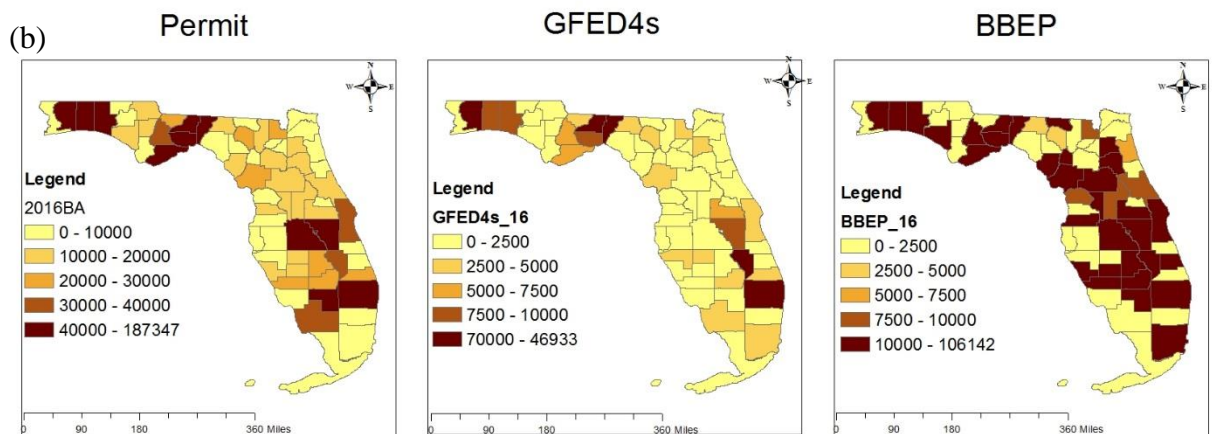 Permit GFED4s BBEP
(b)
N
W E
S
Legend
2016BA
0 - 10000
10000 - 20000
20000 - 30000
30000 - 40000
40000 - 187347
0 90 180 360 Miles
N
W E
S
Legend
GFED4s_16
0 - 2500
2500 - 5000
5000 - 7500
7500 - 10000
70000 - 46933
0 90 180 360 Miles
N
W E
S
Legend
BBEP_16
0 - 2500
2500 - 5000
5000 - 7500
7500 - 10000
10000 - 106142
0 90 180 360 Miles